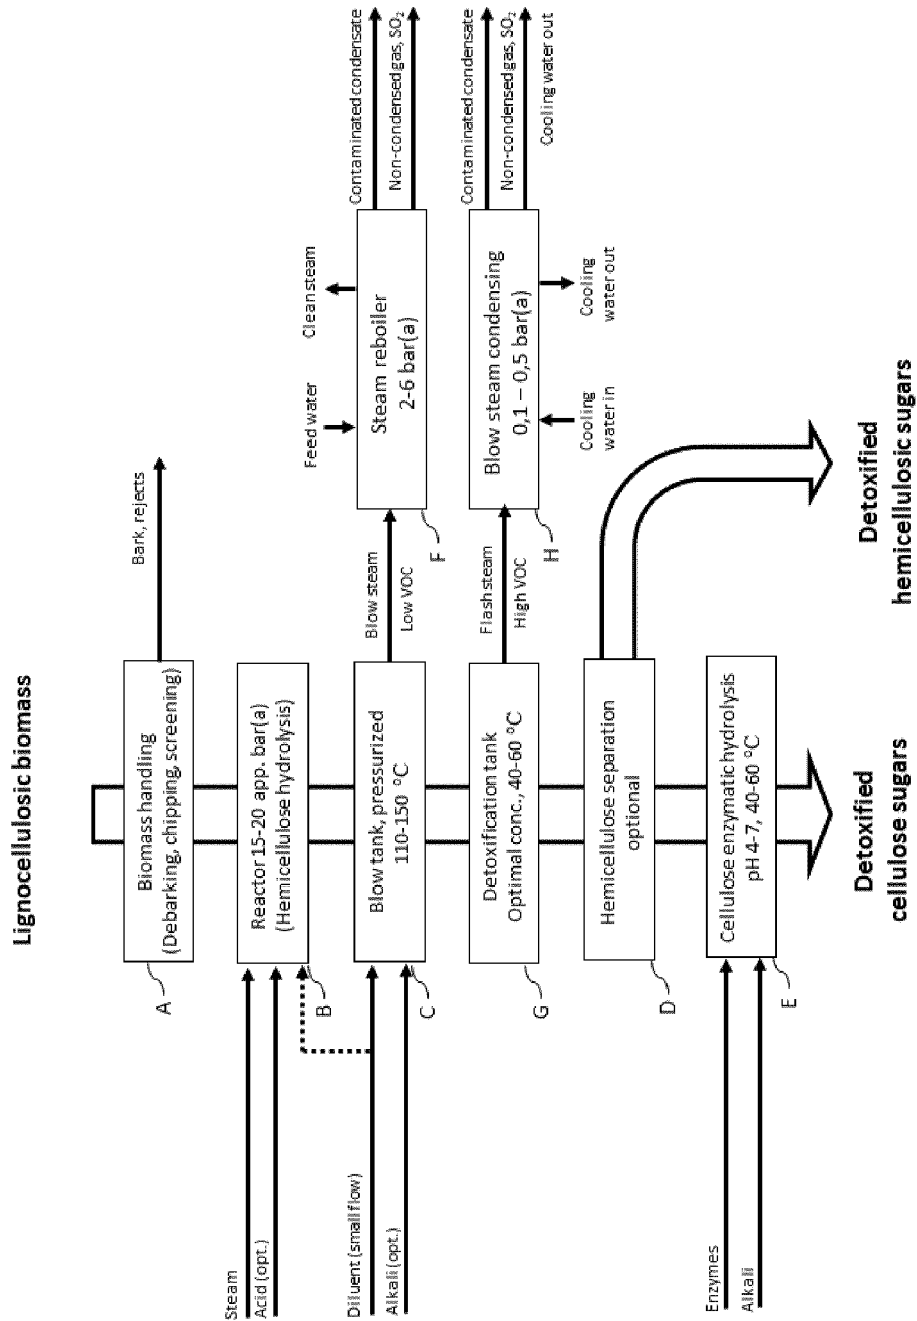 Lignocellulosic biomass
Biomass handling
(Debarking, chipping, screening)
A
Bark, rejects
Steam
Acid (opt.)
Reactor 15-20 app. bar(a)
(Hemicellulose hydrolysis)
B
Diluent (small flow)
Alkali (opt.)
Blow tank, pressurized
110-150 °C
C
Blow steam
Low VOC
Feed water
Clean steam
Steam reboiler
2-6 bar(a)
F
Contaminated condensate
Non-condensed gas, SO2
Detoxification tank
Optimal conc., 40-60 °C
G
Flash steam
High VOC
Blow steam condensing
0,1 – 0,5 bar(a)
H
Contaminated condensate
Non-condensed gas, SO2
Cooling water out
Cooling
water in
Cooling
water out
Hemicellulose separation
optional
D
Enzymes
Alkali
Cellulose enzymatic hydrolysis
pH 4-7, 40-60 °C
E
Detoxified
cellulose sugars
Detoxified
hemicellulosic sugars